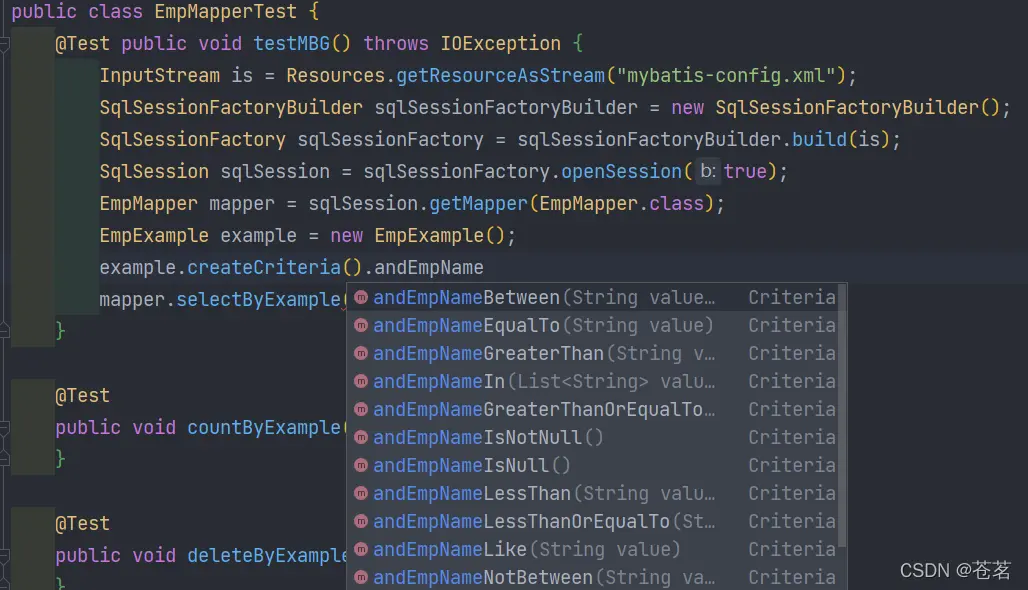 public class EmpMapperTest {
@Test public void testMBG() throws IOException {
InputStream is = Resources.getResourceAsStream("mybatis-config.xml");
SqlSessionFactoryBuilder sqlSessionFactoryBuilder = new SqlSessionFactoryBuilder();
SqlSessionFactory sqlSessionFactory = sqlSessionFactoryBuilder.build(is);
SqlSession sqlSession = sqlSessionFactory.openSession( b: true);
EmpMapper mapper = sqlSession.getMapper(EmpMapper.class);
EmpExample example = new EmpExample();
example.createCriteria().andEmpName
mapper.selectByExample(
andEmpNameBetween(String value… Criteria
andEmpNameEqualTo(String value) Criteria
}
andEmpNameGreaterThan(String v… Criteria
andEmpNameIn(List<String> valu… Criteria
@Test
andEmpNameGreaterThanOrEqualTo… Criteria
public void countByExample(
andEmpNameIsNotNull() Criteria
}
andEmpNameIsNull() Criteria
andEmpNameLessThan(String valu… Criteria
@Test
andEmpNameLessThanOrEqualTo(St… Criteria
public void deleteByExample
andEmpNameLike(String value) Criteria
}
andEmpNameNotBetween(String va… Criteria
CSDN @苍茗